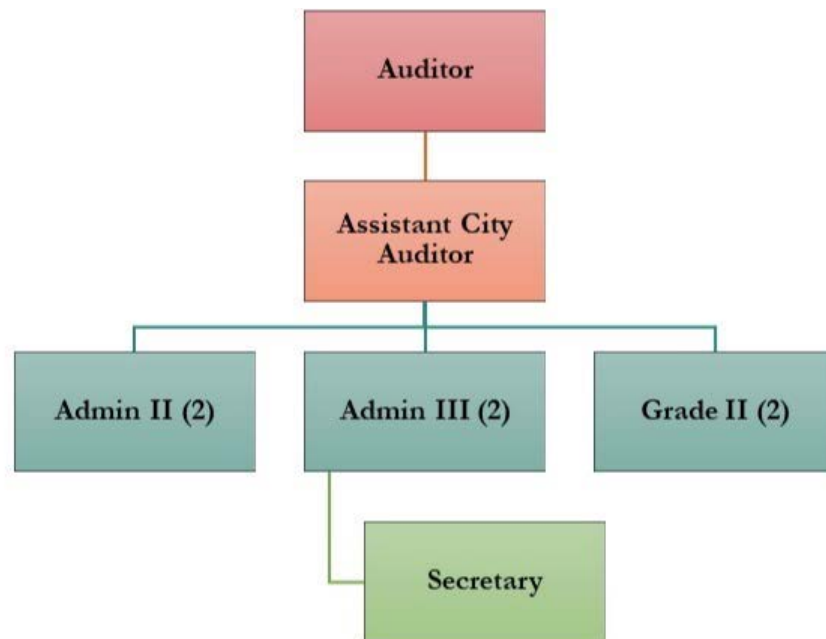 Auditor
Assistant City
Auditor
Admin II (2)
Admin III (2)
Grade II (2)
Secretary